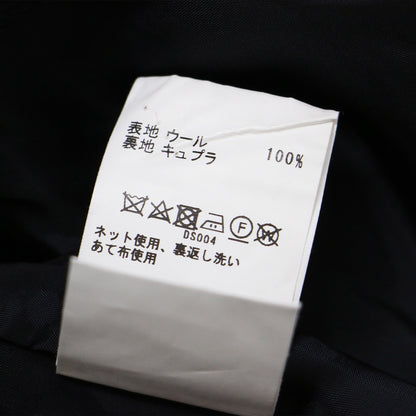 表地 ウール
裏地 キュプラ 100%
F
DS004
ネット使用、裏返し洗い
あて布使用